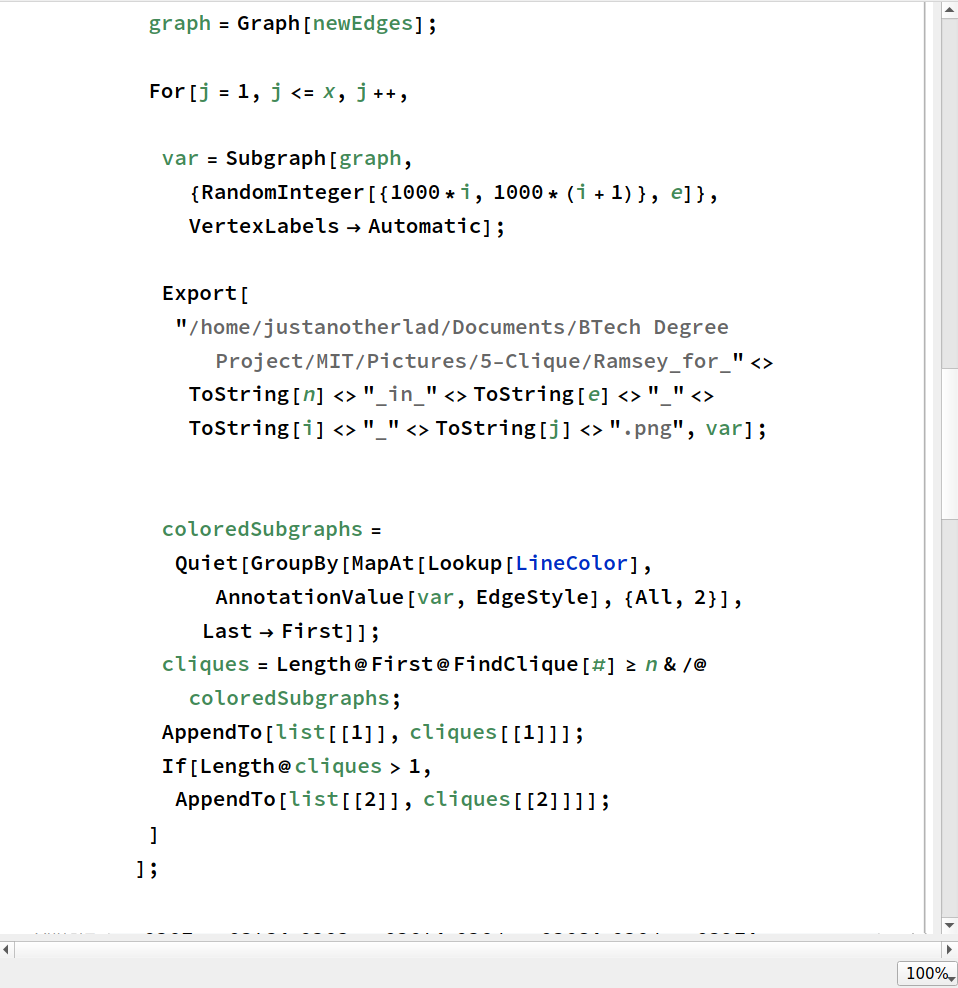 graph = Graph[newEdges];
For[j = 1, j <= x, j++,
var = Subgraph[graph,
{RandomInteger[{1000*i, 1000*(i+1)}, e]},
VertexLabels → Automatic];
Export[
"/home/justanotherlad/Documents/BTech Degree
Project/MIT/Pictures/5-Clique/Ramsey_for_" <>
ToString[n] <> "_in_" <> ToString[e] <> "_" <>
ToString[i] <> "_" <> ToString[j] <> ".png", var];
coloredSubgraphs =
Quiet[GroupBy[MapAt[Lookup[LineColor],
AnnotationValue[var, EdgeStyle], {All, 2}],
Last → First]];
cliques = Length@First@FindClique[#] ≥ n & /@
coloredSubgraphs;
AppendTo[list[[1]], cliques[[1]]];
If[Length@cliques > 1,
AppendTo[list[[2]], cliques[[2]]]];
]
];
100%